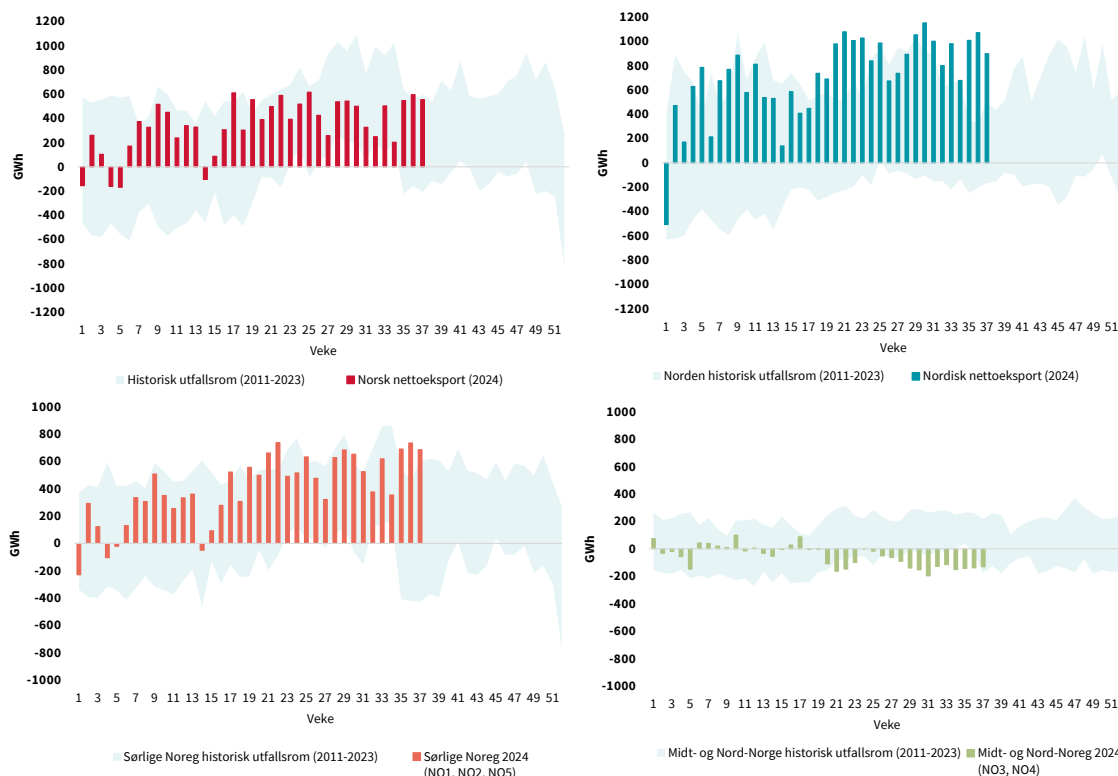 1200
1000
800
600
400
200
0
-200
-400
-600
-800
-1000
-1200
GWh
1 3 5 7 9 11 13 15 17 19 21 23 25 27 29 31 33 35 37 39 41 43 45 47 49 51
Veke
Historisk utfallsrom (2011-2023) Norsk nettoeksport (2024)
1200
1000
800
600
400
200
0
-200
-400
-600
-800
-1000
-1200
GWh
1 3 5 7 9 11 13 15 17 19 21 23 25 27 29 31 33 35 37 39 41 43 45 47 49 51
Veke
Norden historisk utfallsrom (2011-2023) Nordisk nettoeksport (2024)
1000
800
600
400
200
0
-200
-400
-600
-800
-1000
GWh
1 3 5 7 9 11 13 15 17 19 21 23 25 27 29 31 33 35 37 39 41 43 45 47 49 51
Veke
Sørlige Noreg historisk utfallsrom (2011-2023) Sørlige Noreg 2024
(NO1, NO2, NO5)
1000
800
600
400
200
0
-200
-400
-600
-800
-1000
GWh
1 3 5 7 9 11 13 15 17 19 21 23 25 27 29 31 33 35 37 39 41 43 45 47 49 51
Veke
Midt- og Nord-Norge historisk utfallsrom (2011-2023) Midt- og Nord-Noreg 2024
(NO3, NO4)